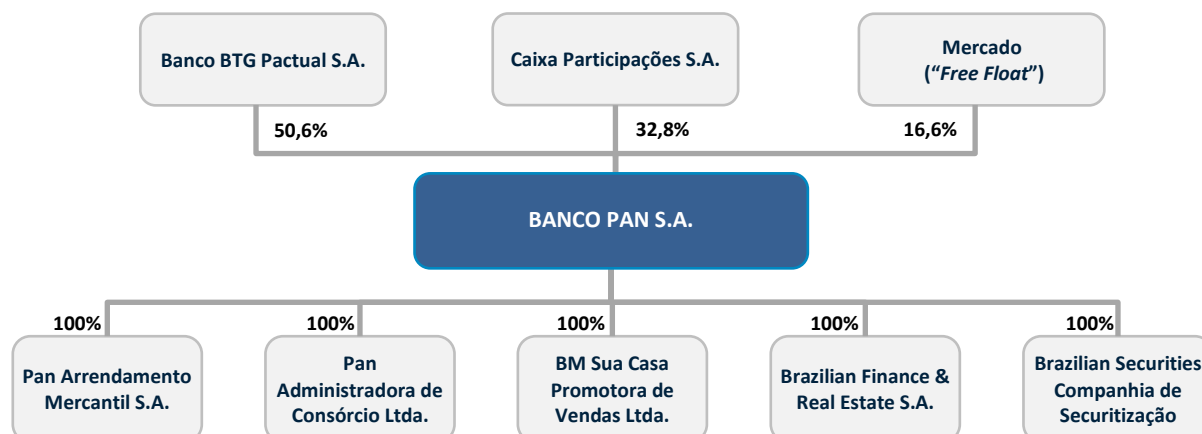 Banco BTG Pactual S.A.
Caixa Participações S.A.
Mercado
(“Free Float”)
50,6%
32,8%
16,6%
BANCO PAN S.A.
100%
100%
100%
100%
100%
Pan Arrendamento
Mercantil S.A.
Pan
Administradora de
Consórcio Ltda.
BM Sua Casa
Promotora de
Vendas Ltda.
Brazilian Finance &
Real Estate S.A.
Brazilian Securities
Companhia de
Securitização